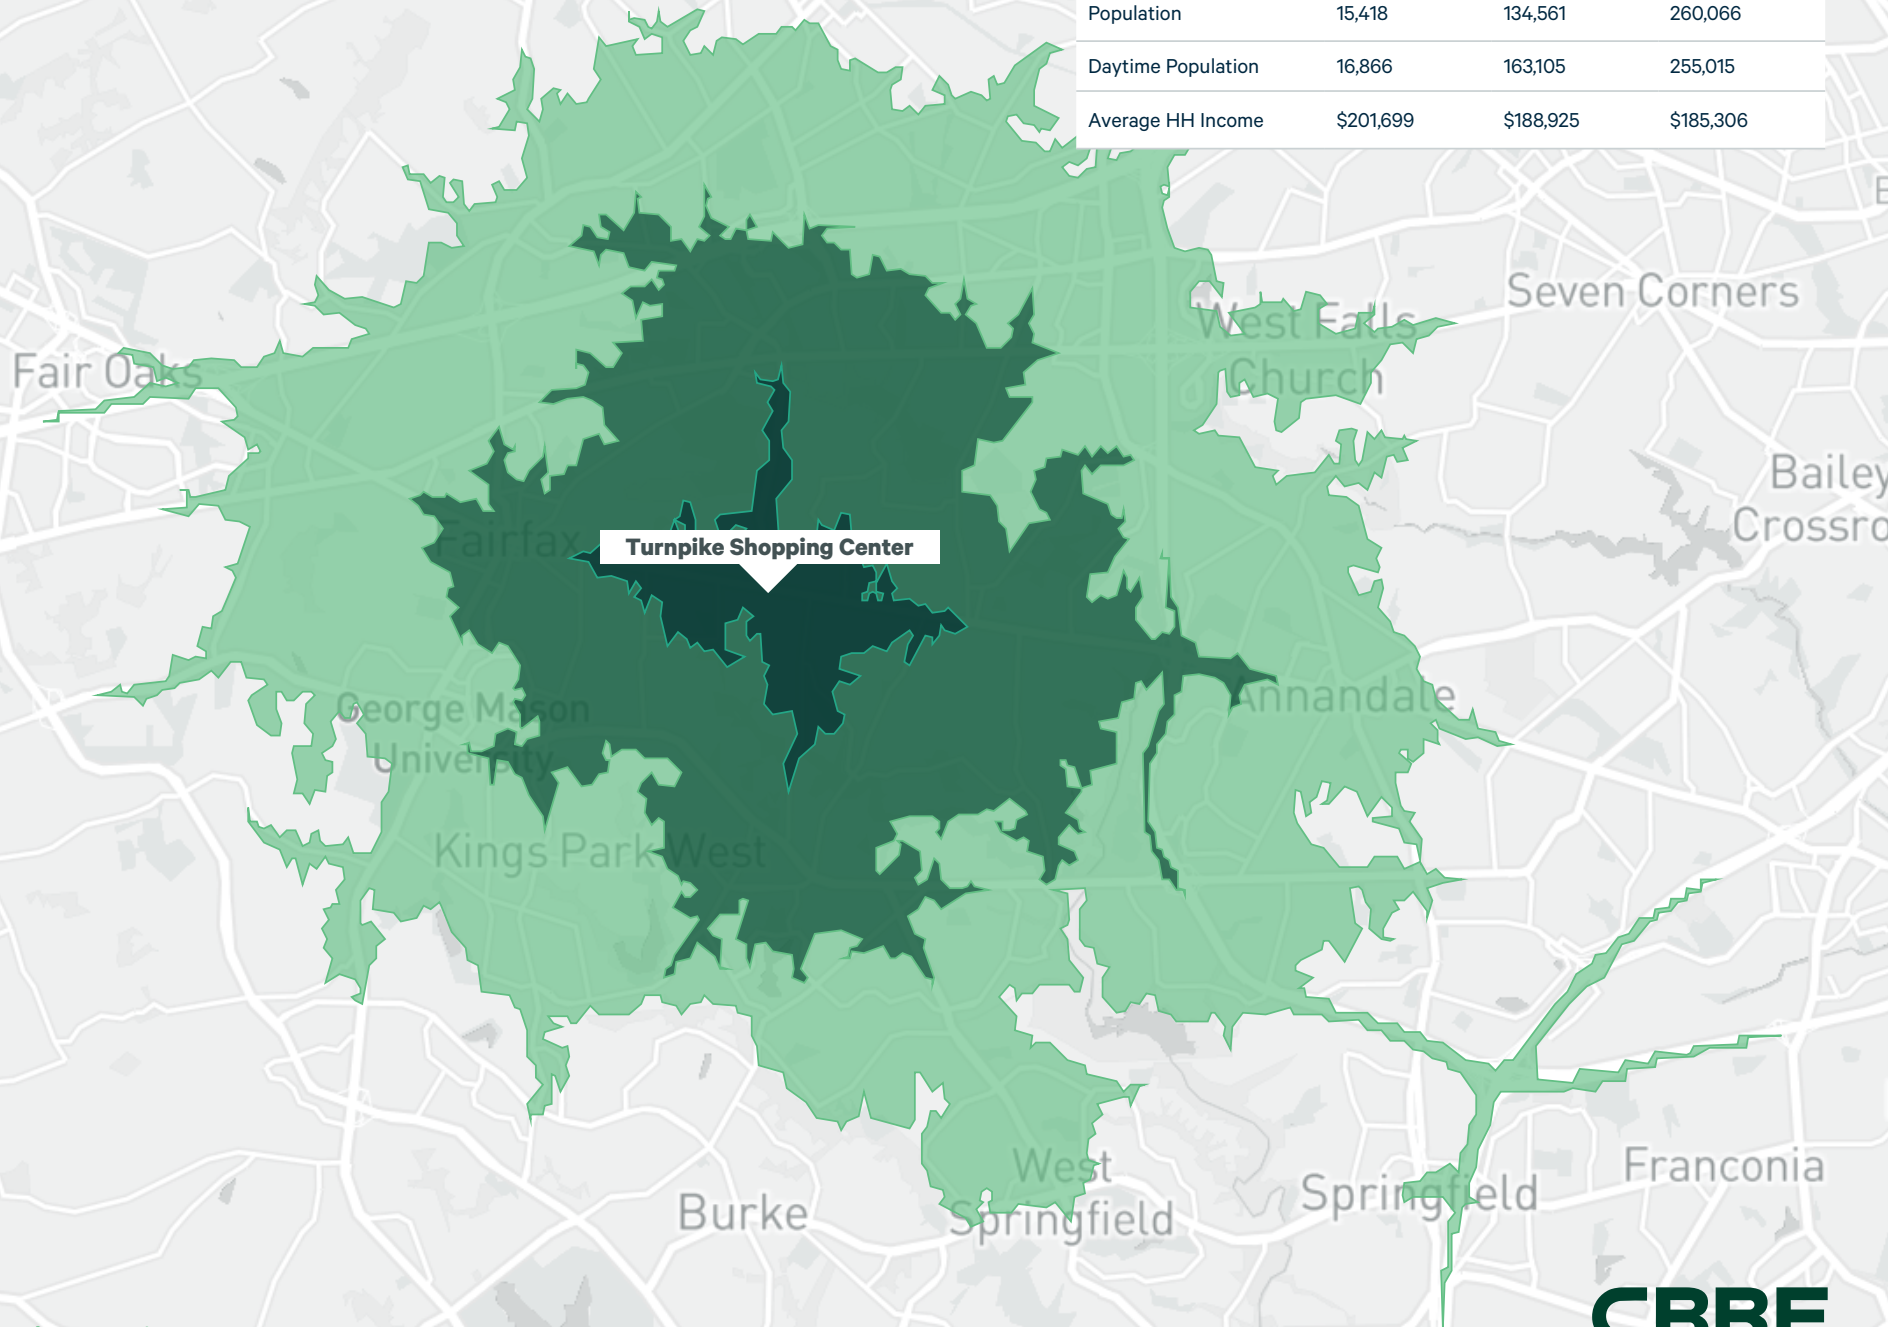 Population 15,418 134,561 260,066
Daytime Population 16,866 163,105 255,015
Average HH Income $201,699 $188,925 $185,306
Seven Corners
West Falls
Church
Fair Oaks
Bailey
Crossro
Fairfax
Turnpike Shopping Center
Annandale
George Mason
University
Kings Park West
West
Springfield
Springfield
Franconia
Burke
CBRE